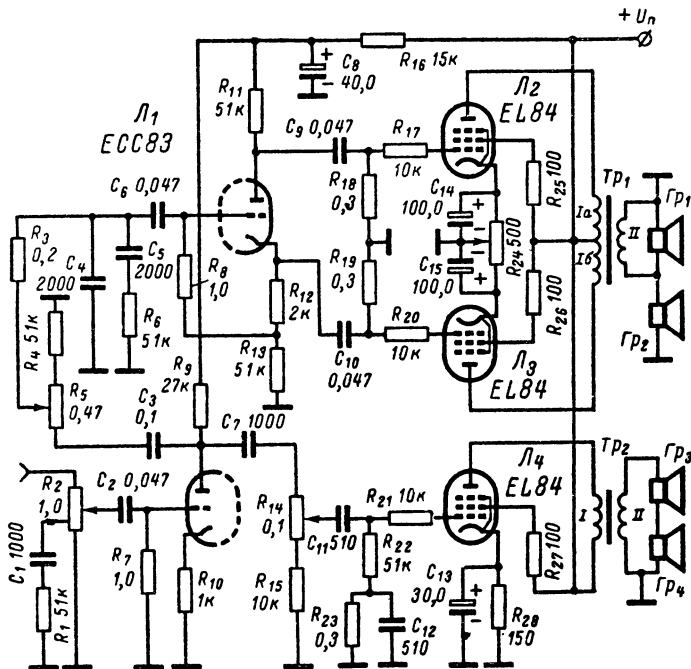 + Uп
R16 15к
C8
40,0
+
-
R11
51к
Л1
ECC83
Л2
EL84
C9 0,047
R17
10к
C6 0,047
R18
0,3
C14
100,0
+
-
R25 100
Тр1
Гр1
Iа
Iб
II
R3
0,2
C4
2000
C5
2000
R8
1,0
R24 500
R4 51к
R6
51к
R12
2к
R19
0,3
C15
100,0
-
+
R26 100
R20
10к
Гр2
R5
0,47
R9
27к
R13
51к
C10
0,047
Л3
EL84
C3
0,1
C7 1000
Л4
EL84
Тр2
Гр3
R2
1,0
C2 0,047
R14
0,1
R21 10к
I
II
C11 510
R27 100
C1 1000
R7
1,0
R22
51к
Гр4
R1 51к
R10
1к
R15
10к
C13
30,0
+
-
R23
0,3
C12
510
R28
150